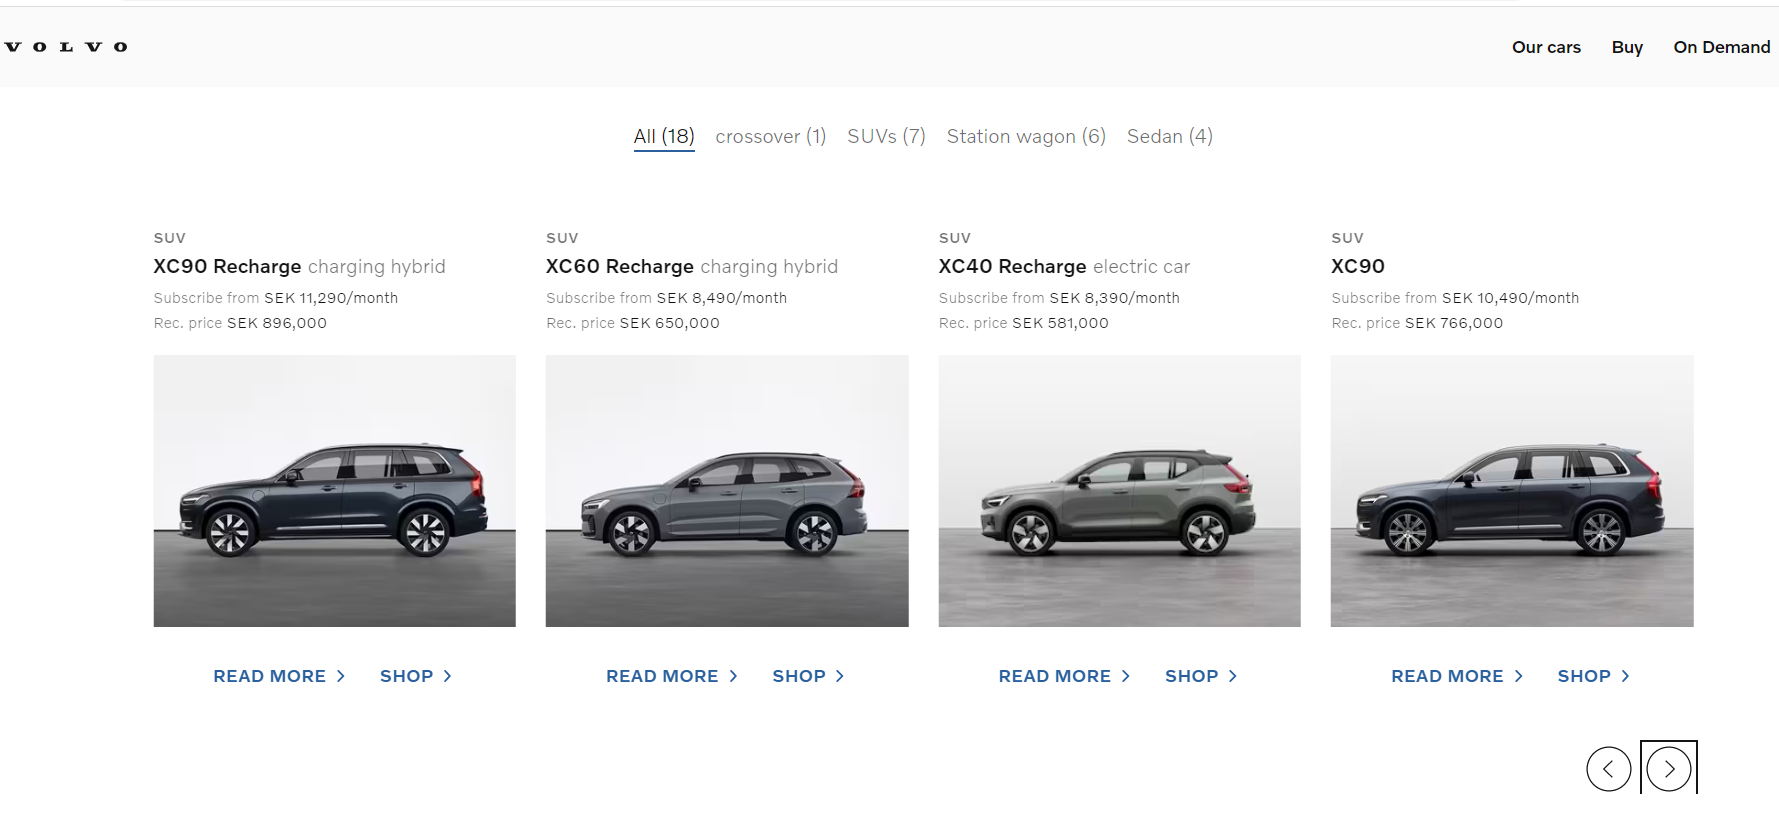 VOLVO
Our cars Buy On Demand
All (18) crossover (1) SUVs (7) Station wagon (6) Sedan (4)
SUV
XC90 Recharge charging hybrid
Subscribe from SEK 11,290/month
Rec. price SEK 896,000
READ MORE SHOP
SUV
XC60 Recharge charging hybrid
Subscribe from SEK 8,490/month
Rec. price SEK 650,000
READ MORE SHOP
SUV
XC40 Recharge electric car
Subscribe from SEK 8,390/month
Rec. price SEK 581,000
READ MORE SHOP
SUV
XC90
Subscribe from SEK 10,490/month
Rec. price SEK 766,000
READ MORE SHOP